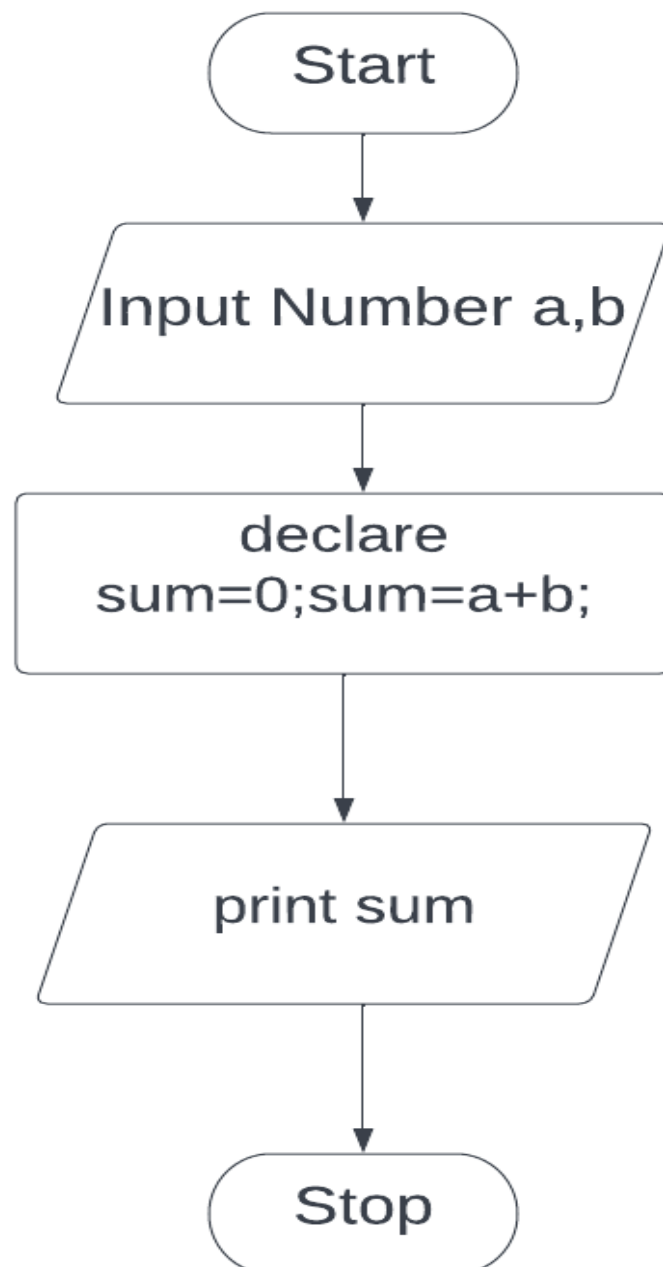 Start
Input Number a,b
declare
sum=0;sum=a+b;
print sum
Stop